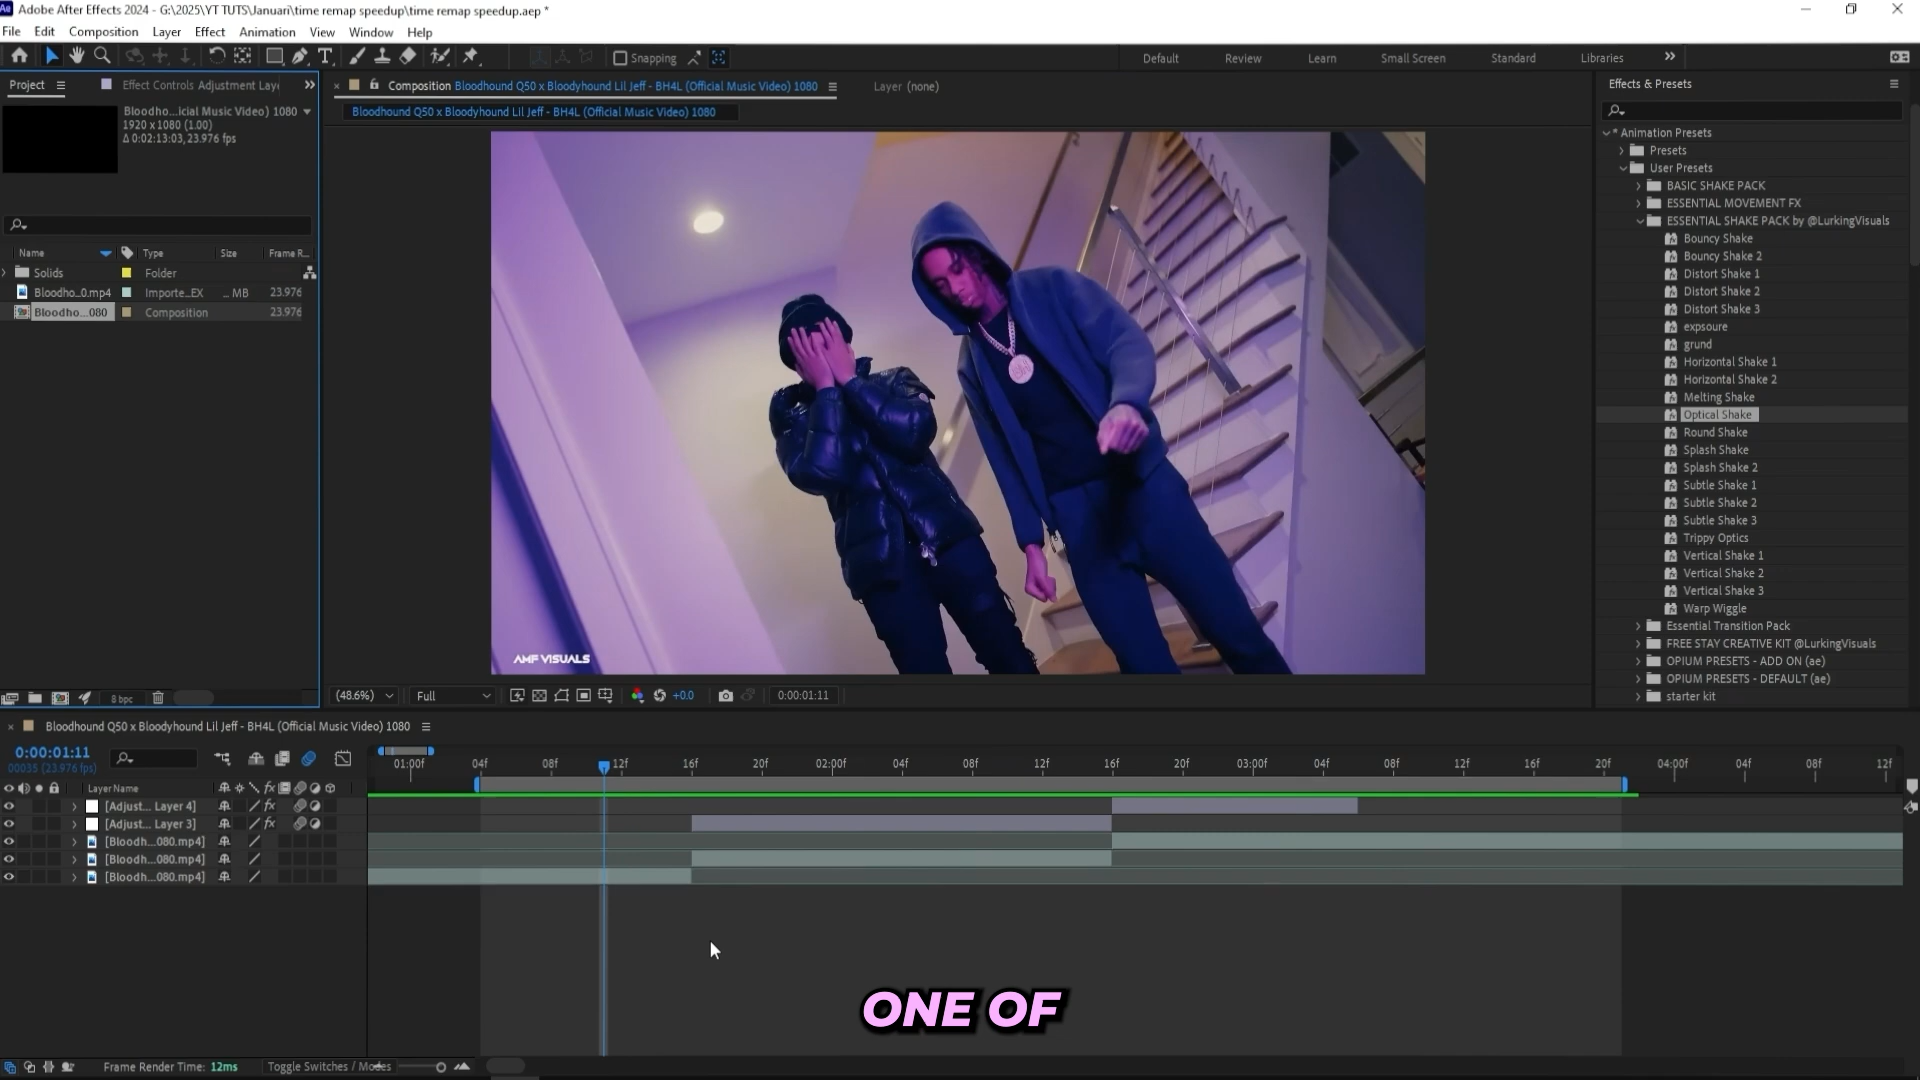 Adobe After Effects 2024 - G:\2025\YT TUTS\Januari\time remap speedup\time remap speedup.aep *
File Edit Composition Layer Effect Animation View Window Help
Snapping
Default Review Learn Small Screen Standard Libraries
Project
Effect Controls Adjustment Lay
Composition Bloodhound Q50 x Bloodyhound Lil Jeff - BH4L (Official Music Video) 1080
Layer (none)
Bloodhound Q50 x Bloodyhound Lil Jeff - BH4L (Official Music Video) 1080
Bloodho...icial Music Video) 1080
1920 x 1080 (1.00)
Δ 0:02:13:03, 23.976 fps
Name Type Size Frame R...
Solids Folder
Bloodho...0.mp4 Importe...EX ... MB 23.976
Bloodho...080 Composition 23.976
8 bpc
AMF VISUALS
(48.6%) Full +0.0 0:00:01:11
Effects & Presets
* Animation Presets
Presets
User Presets
BASIC SHAKE PACK
ESSENTIAL MOVEMENT FX
ESSENTIAL SHAKE PACK by @LurkingVisuals
Bouncy Shake
Bouncy Shake 2
Distort Shake 1
Distort Shake 2
Distort Shake 3
expsoure
grund
Horizontal Shake 1
Horizontal Shake 2
Melting Shake
Optical Shake
Round Shake
Splash Shake
Splash Shake 2
Subtle Shake 1
Subtle Shake 2
Subtle Shake 3
Trippy Optics
Vertical Shake 1
Vertical Shake 2
Vertical Shake 3
Warp Wiggle
Essential Transition Pack
FREE STAY CREATIVE KIT @LurkingVisuals
OPIUM PRESETS - ADD ON (ae)
OPIUM PRESETS - DEFAULT (ae)
starter kit
Bloodhound Q50 x Bloodyhound Lil Jeff - BH4L (Official Music Video) 1080
0:00:01:11
00035 (23.976 fps)
01:00f 04f 08f 12f 16f 20f 02:00f 04f 08f 12f 16f 20f 03:00f 04f 08f 12f 16f 20f 04:00f 04f 08f 12f
LayerName
[Adjust... Layer 4]
[Adjust... Layer 3]
[Bloodh...080.mp4]
[Bloodh...080.mp4]
[Bloodh...080.mp4]
ONE OF
Frame Render Time: 12ms
Toggle Switches / Modes